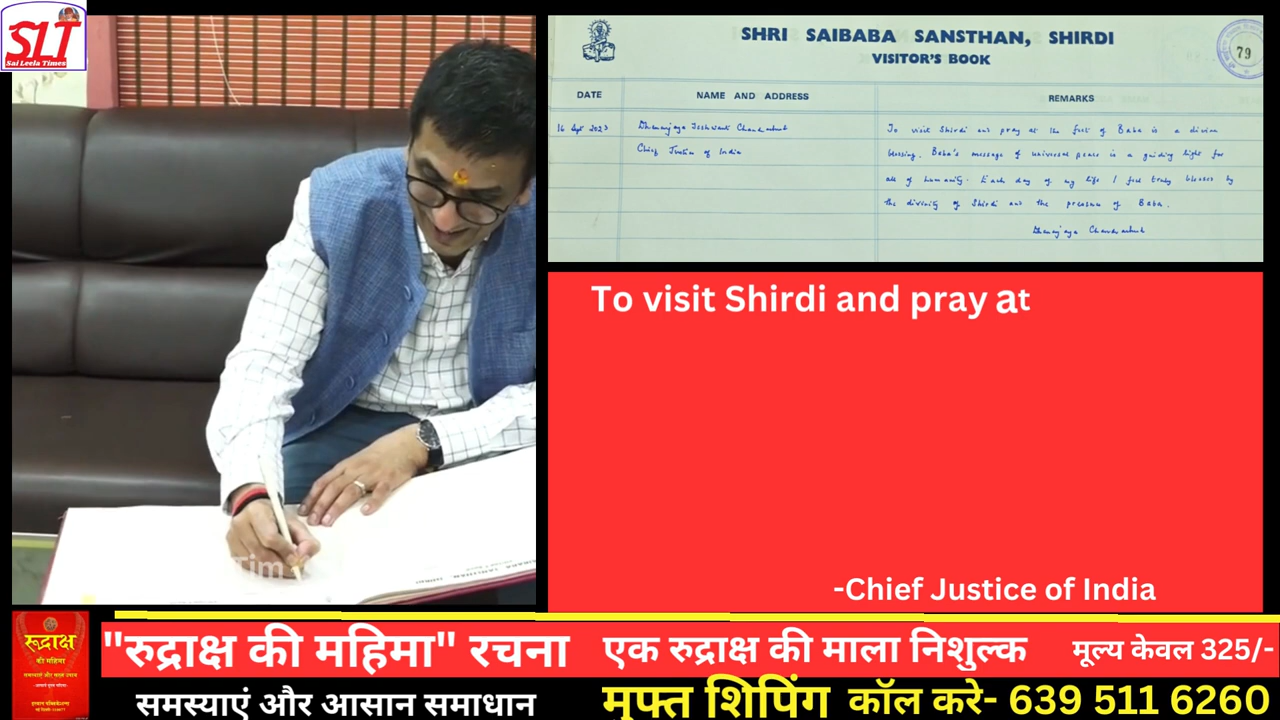 SLT
Sai Leela Times
SHRI SAIBABA SANSTHAN, SHIRDI
VISITOR'S BOOK
79
DATE NAME AND ADDRESS REMARKS
16 Sept 2023 Dhananjaya Yeshwant Chandrachud To visit Shirdi and pray at the feet of Baba is a divine
Chief Justice of India blessing. Baba's message of universal peace is a guiding light for
all of humanity. Each day of my life I feel truly blessed by
the divinity of Shirdi and the presence of Baba.
Dhananjaya Chandrachud
To visit Shirdi and pray at
-Chief Justice of India
Tim
रुद्राक्ष
की महिमा
"रुद्राक्ष की महिमा" रचना एक रुद्राक्ष की माला निशुल्क मूल्य केवल 325/-
समस्याएं और आसान समाधान मुफ्त शिपिंग कॉल करे- 639 511 6260